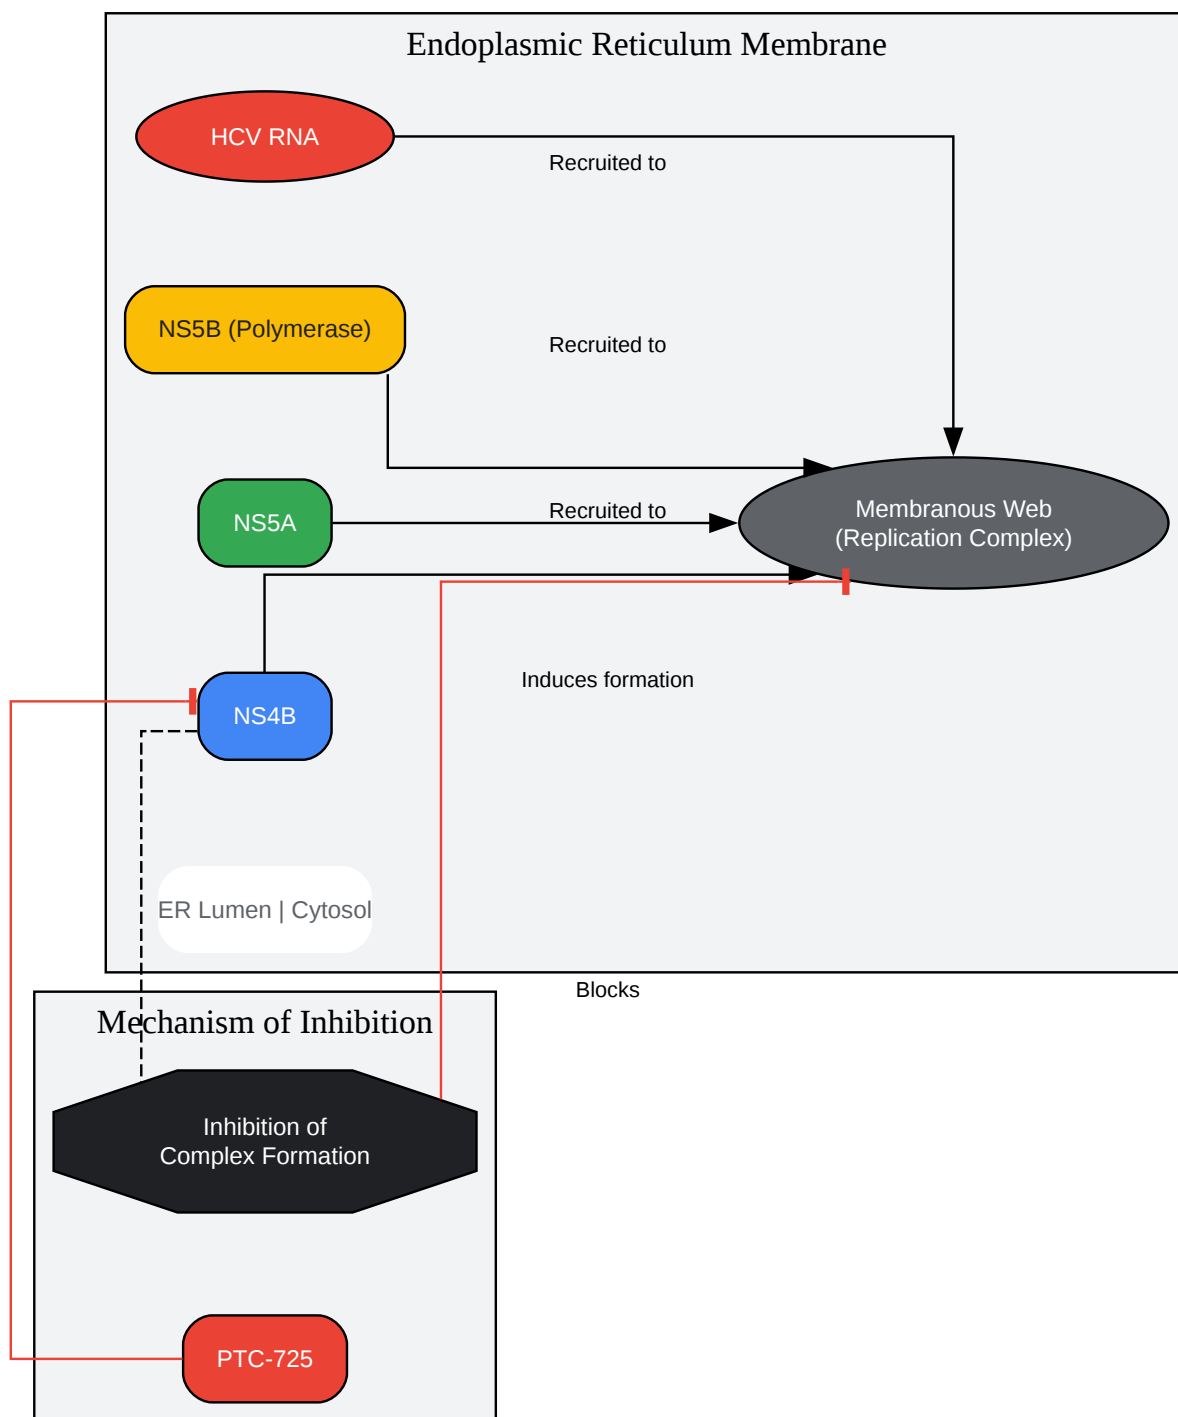 Endoplasmic Reticulum Membrane
HCV RNA
Recruited to
NS5B (Polymerase)
Recruited to
NS5A
Recruited to
Membranous Web
(Replication Complex)
Induces formation
NS4B
ER Lumen | Cytosol
Blocks
Mechanism of Inhibition
Inhibition of
Complex Formation
PTC-725